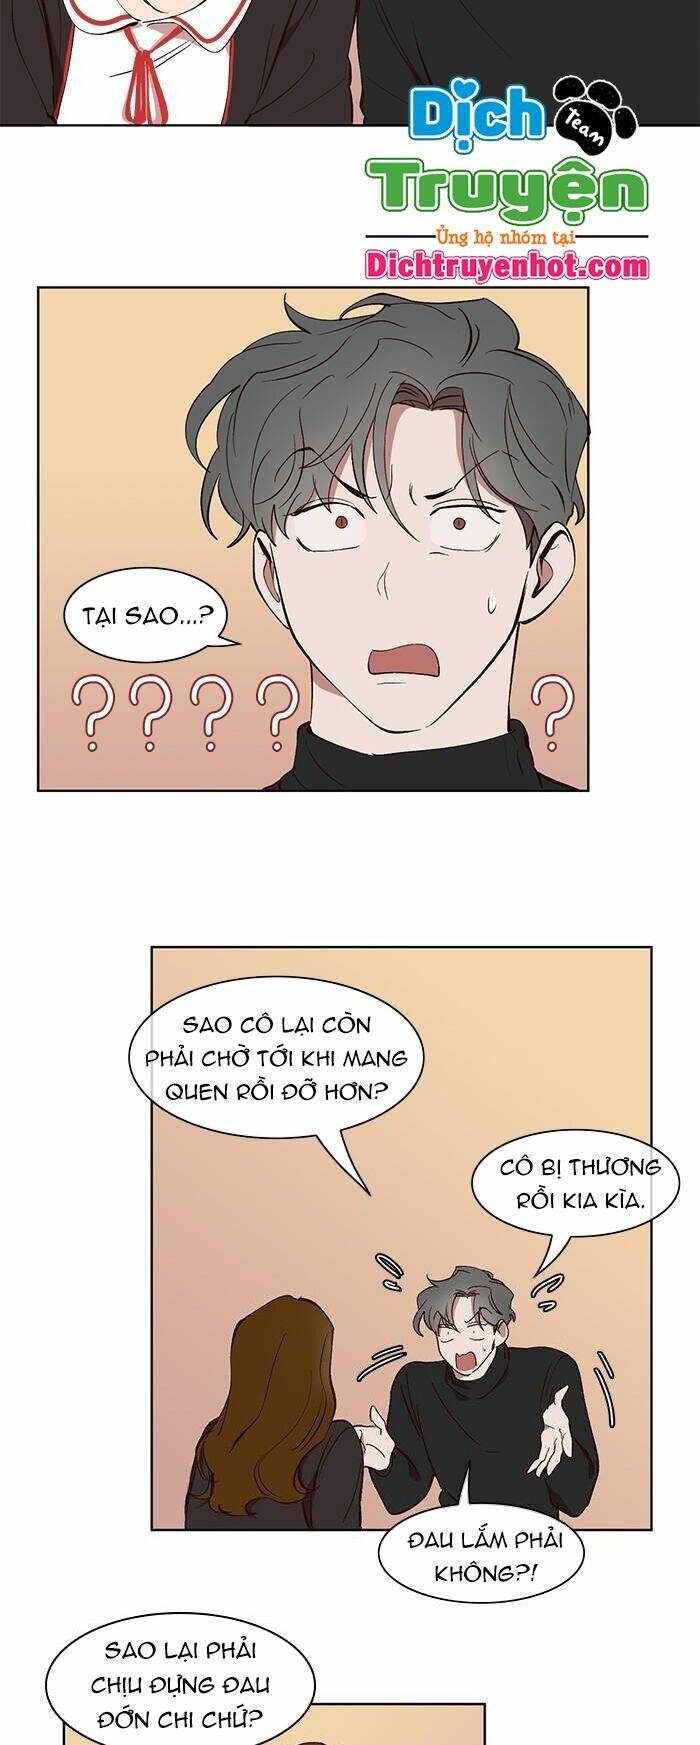 Dịch
Team
Truyện
Ủng hộ nhóm tại
Dichtruyenhot.com
TẠI SAO...?
? ? ? ? ?
SAO CÔ LẠI CÒN
PHẢI CHỜ TỚI KHI MANG
QUEN RỒI ĐỠ HƠN?
CÔ BỊ THƯƠNG
RỒI KIA KÌA.
ĐAU LẮM PHẢI
KHÔNG?!
SAO LẠI PHẢI
CHỊU ĐỰNG ĐAU
ĐỚN CHI CHỨ?